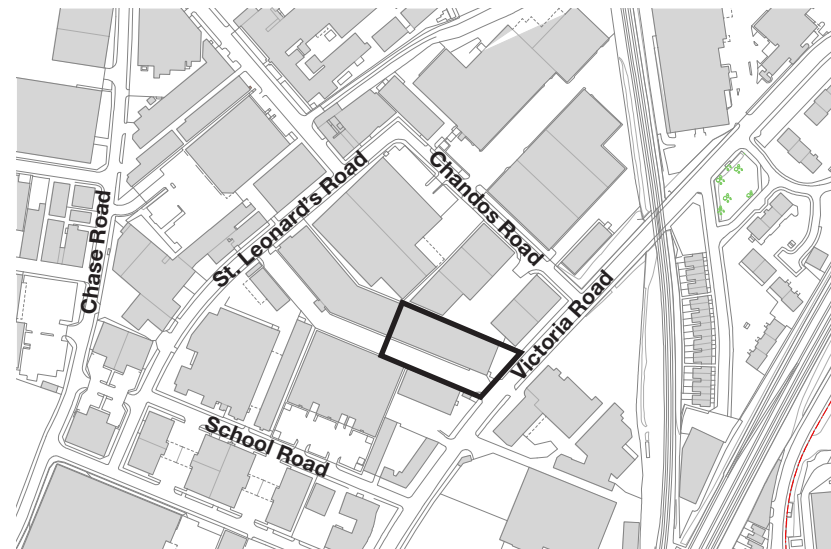 St. Leonard's Road
Chandos Road
Chase Road
Victoria Road
School Road